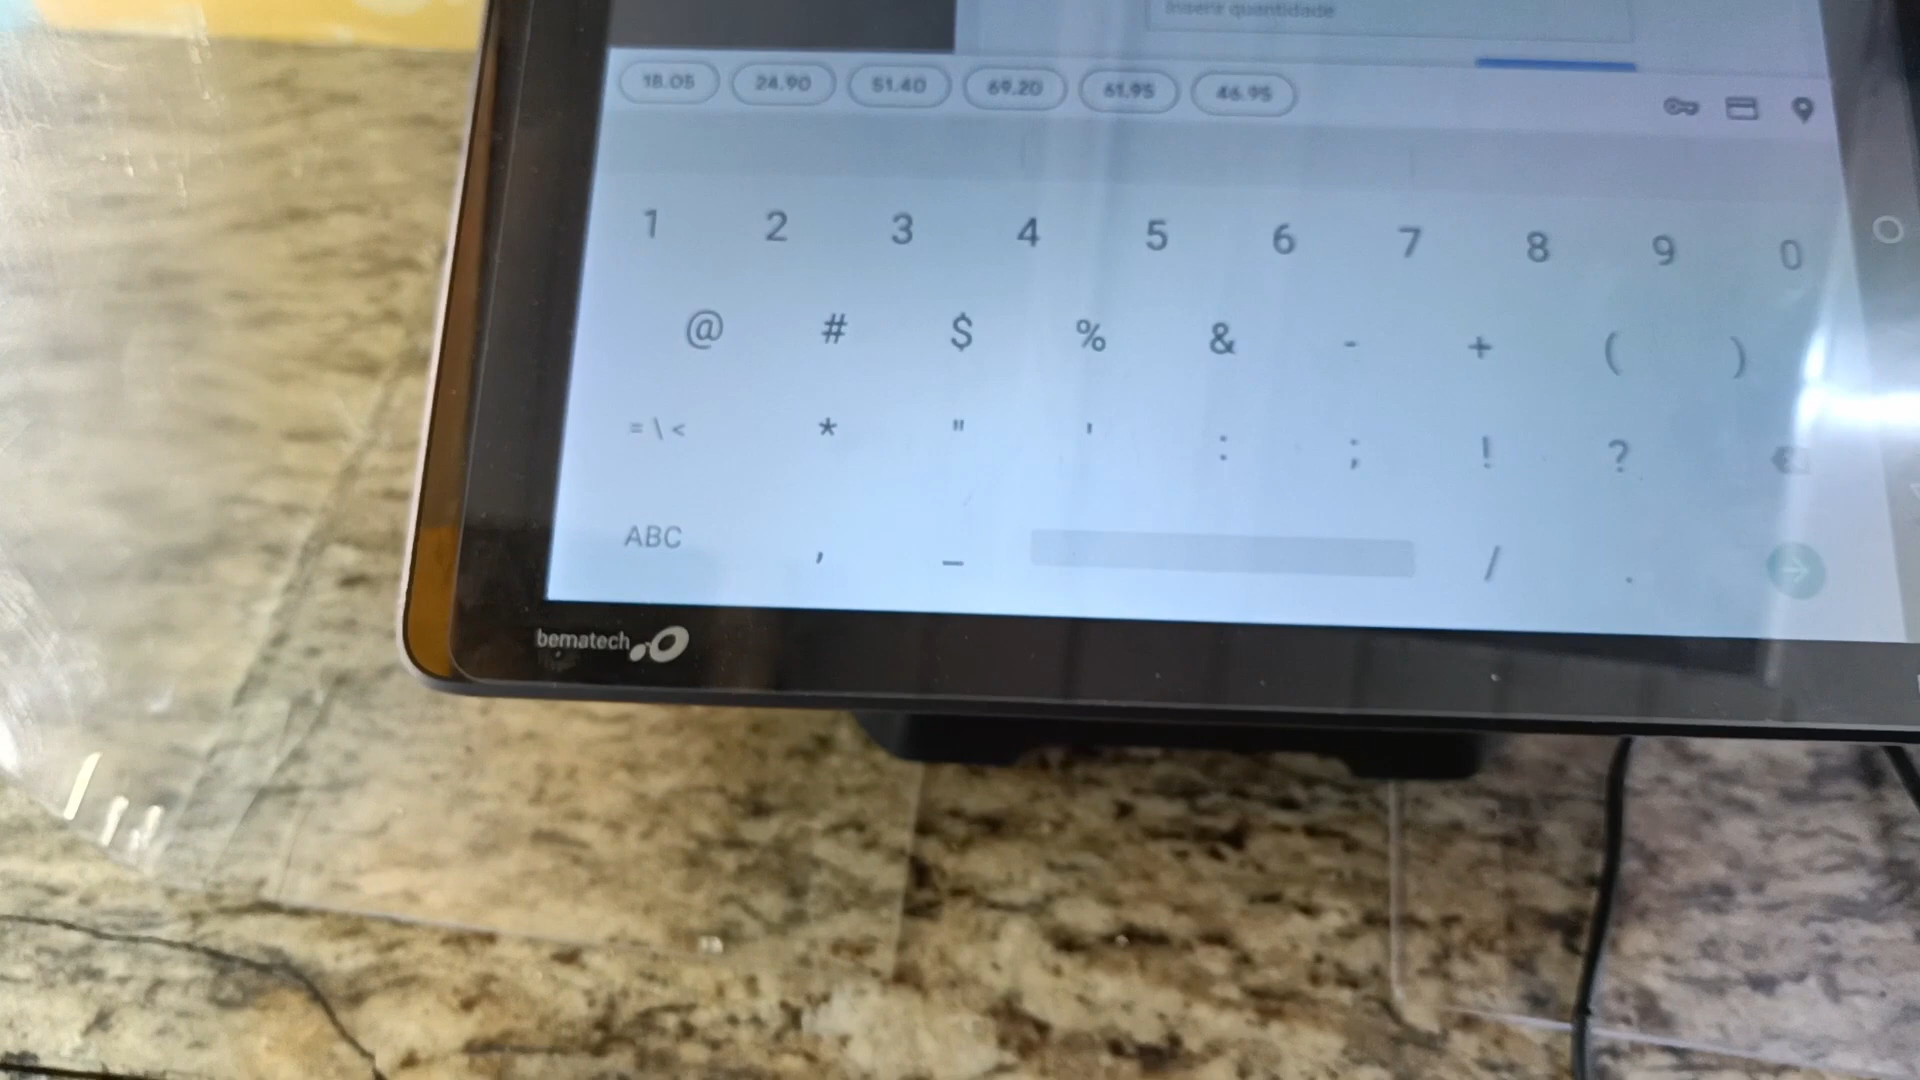 Inserir quantidade
18.05 24.90 51.40 69.20 61.95 46.95
1 2 3 4 5 6 7 8 9 0
@ # $ % & - + ( )
= \ < * " ' : ; ! ?
ABC , _ / .
bematech